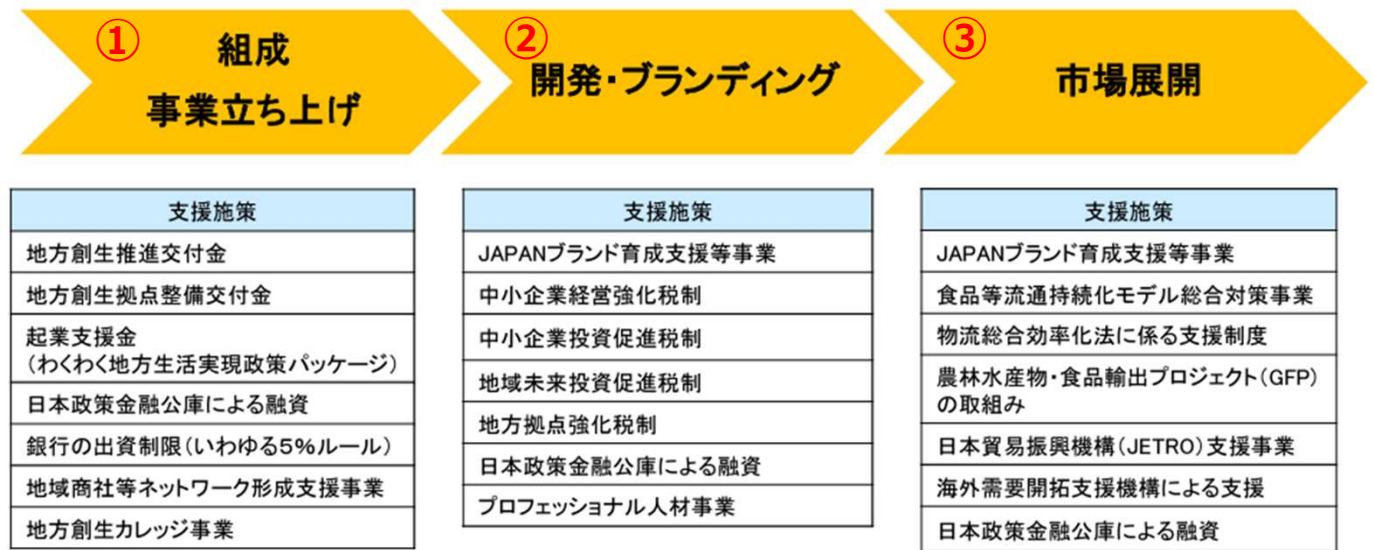 ①
組成
事業立ち上げ
②
開発・ブランディング
③
市場展開
支援施策
地方創生推進交付金
地方創生拠点整備交付金
起業支援金
（わくわく地方生活実現政策パッケージ）
日本政策金融公庫による融資
銀行の出資制限（いわゆる5%ルール）
地域商社等ネットワーク形成支援事業
地方創生カレッジ事業
支援施策
JAPANブランド育成支援等事業
中小企業経営強化税制
中小企業投資促進税制
地域未来投資促進税制
地方拠点強化税制
日本政策金融公庫による融資
プロフェッショナル人材事業
支援施策
JAPANブランド育成支援等事業
食品等流通持続化モデル総合対策事業
物流総合効率化法に係る支援制度
農林水産物・食品輸出プロジェクト（GFP）
の取組み
日本貿易振興機構（JETRO）支援事業
海外需要開拓支援機構による支援
日本政策金融公庫による融資